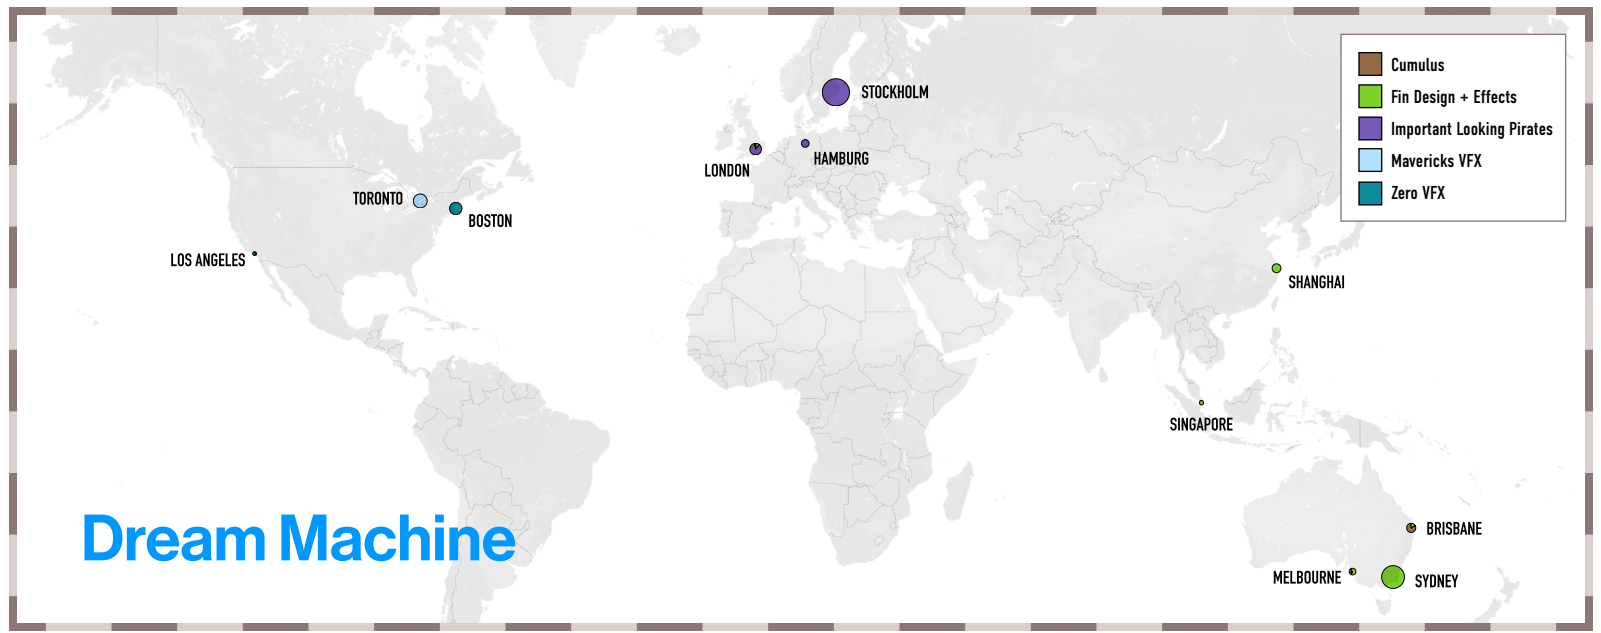 Cumulus
Fin Design + Effects
Important Looking Pirates
Mavericks VFX
Zero VFX
STOCKHOLM
LONDON
HAMBURG
TORONTO
BOSTON
LOS ANGELES
SHANGHAI
SINGAPORE
BRISBANE
MELBOURNE
SYDNEY
Dream Machine